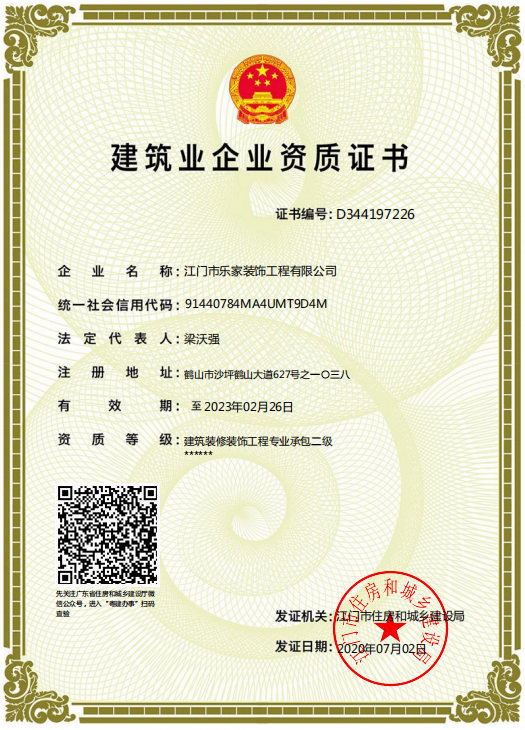 建筑业企业资质证书
证书编号: D344197226
企业名称: 江门市乐家装饰工程有限公司
统一社会信用代码: 91440784MA4UMT9D4M
法定代表人: 梁沃强
注册地址: 鹤山市沙坪鹤山大道627号之一〇三八
有效期: 至 2023年02月26日
资质等级: 建筑装修装饰工程专业承包二级
******
先关注广东省住房和城乡建设厅微
信公众号，进入“粤建办事”扫码
查验
发证机关: 江门市住房和城乡建设局
发证日期: 2020年07月02日
江门市住房和城乡建设局